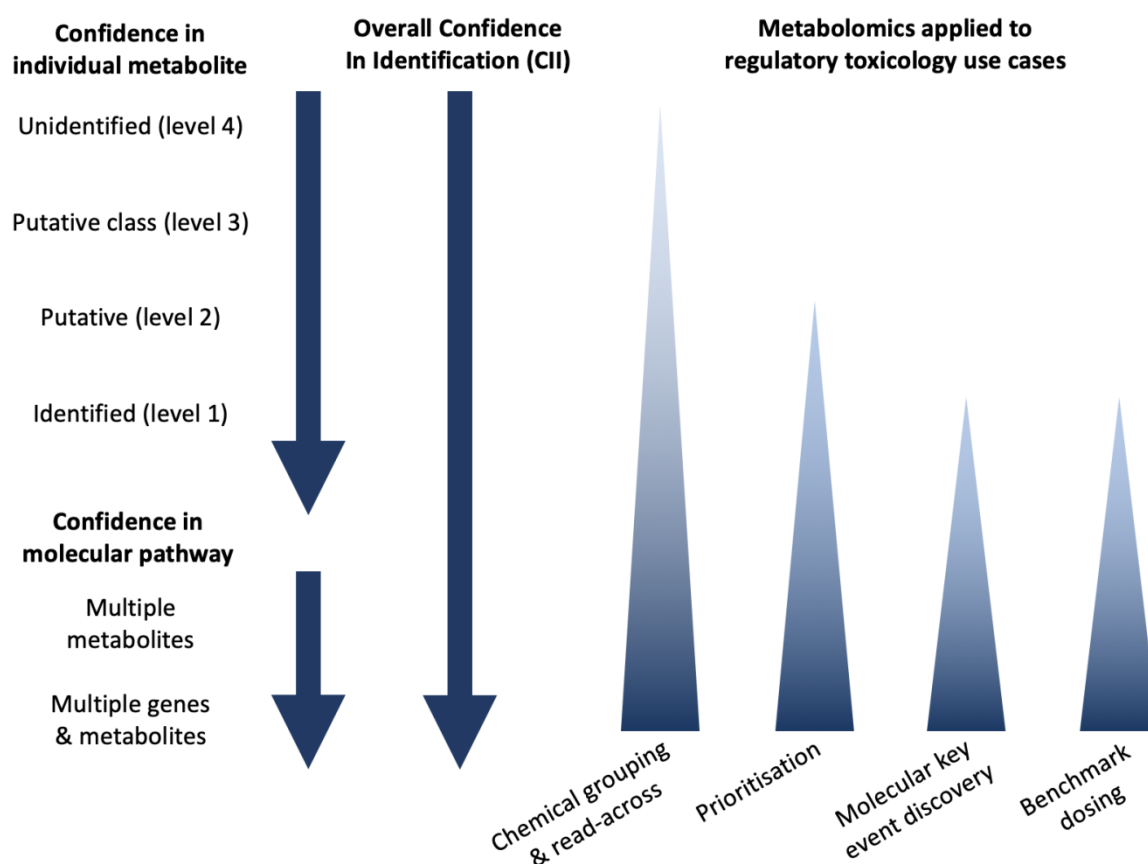 Confidence in
individual metabolite
Unidentified (level 4)
Putative class (level 3)
Putative (level 2)
Identified (level 1)
Confidence in
molecular pathway
Multiple
metabolites
Multiple genes
& metabolites
Overall Confidence
In Identification (CII)
Metabolomics applied to
regulatory toxicology use cases
Chemical grouping
& read-across
Prioritisation
Molecular key
event discovery
Benchmark
dosing